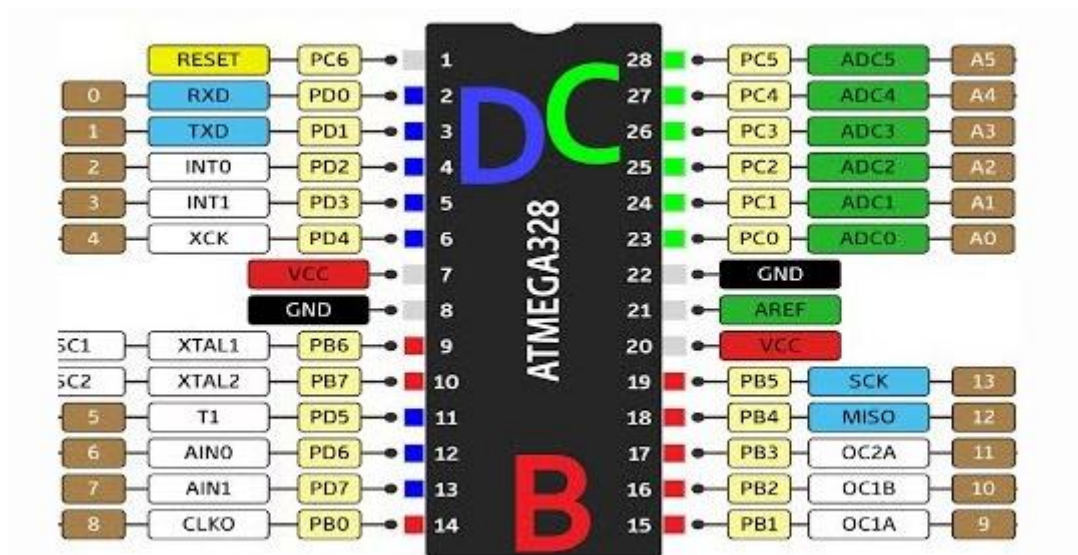 RESET PC6 1 28 PC5 ADC5 A5
0 RXD PD0 2 27 PC4 ADC4 A4
1 TXD PD1 3 26 PC3 ADC3 A3
2 INT0 PD2 4 25 PC2 ADC2 A2
3 INT1 PD3 5 24 PC1 ADC1 A1
4 XCK PD4 6 23 PC0 ADC0 A0
VCC 7 22 GND
GND 8 21 AREF
SC1 XTAL1 PB6 9 20 VCC
SC2 XTAL2 PB7 10 19 PB5 SCK 13
5 T1 PD5 11 18 PB4 MISO 12
6 AIN0 PD6 12 17 PB3 OC2A 11
7 AIN1 PD7 13 16 PB2 OC1B 10
8 CLKO PB0 14 15 PB1 OC1A 9
D
C
ATMEGA328
B